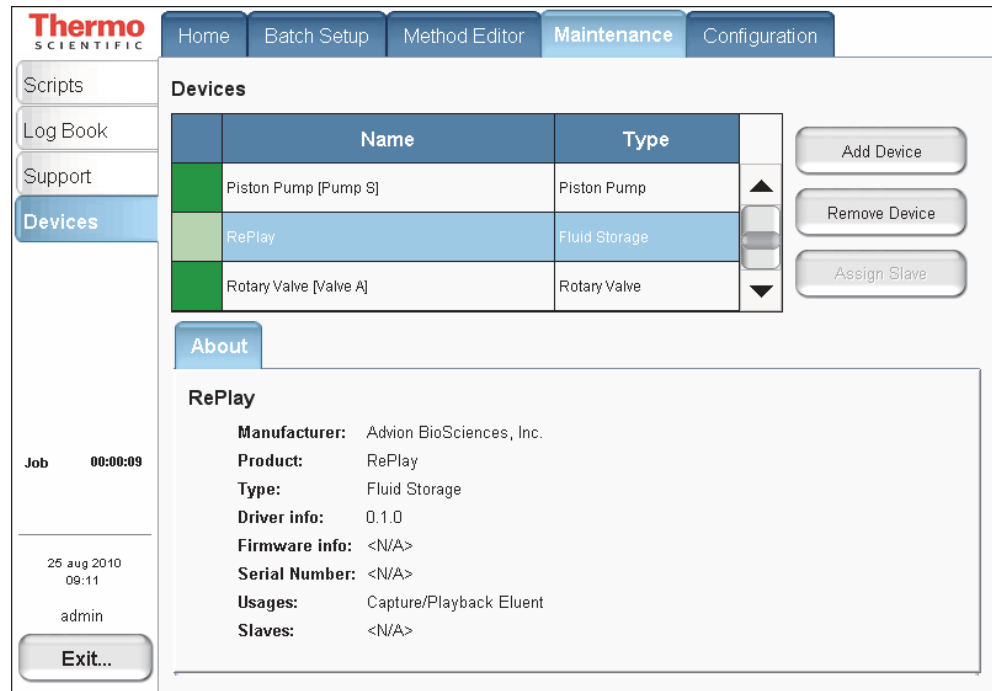 Thermo
SCIENTIFIC
Home
Batch Setup
Method Editor
Maintenance
Configuration
Scripts
Log Book
Support
Devices
Job 00:00:09
25 aug 2010
09:11
admin
Exit...
Devices
Name Type
Piston Pump [Pump S] Piston Pump
RePlay Fluid Storage
Rotary Valve [Valve A] Rotary Valve
Add Device
Remove Device
Assign Slave
About
RePlay
Manufacturer: Advion BioSciences, Inc.
Product: RePlay
Type: Fluid Storage
Driver info: 0.1.0
Firmware info: <N/A>
Serial Number: <N/A>
Usages: Capture/Playback Eluent
Slaves: <N/A>